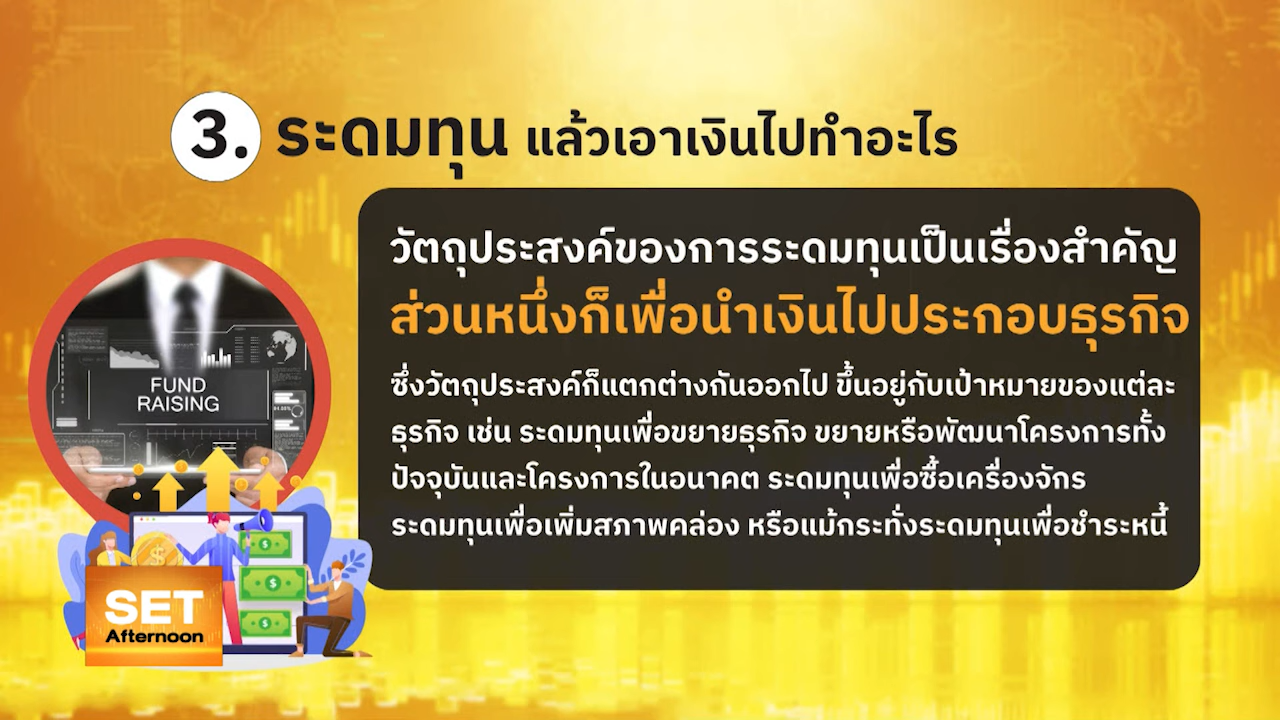 3. ระดมทุน แล้วเอาเงินไปทำอะไร
วัตถุประสงค์ของการระดมทุนเป็นเรื่องสำคัญ
ส่วนหนึ่งก็เพื่อนำเงินไปประกอบธุรกิจ
ซึ่งวัตถุประสงค์ก็แตกต่างกันออกไป ขึ้นอยู่กับเป้าหมายของแต่ละ
ธุรกิจ เช่น ระดมทุนเพื่อขยายธุรกิจ ขยายหรือพัฒนาโครงการทั้ง
ปัจจุบันและโครงการในอนาคต ระดมทุนเพื่อซื้อเครื่องจักร
ระดมทุนเพื่อเพิ่มสภาพคล่อง หรือแม้กระทั่งระดมทุนเพื่อชำระหนี้
FUND
RAISING
SET
Afternoon